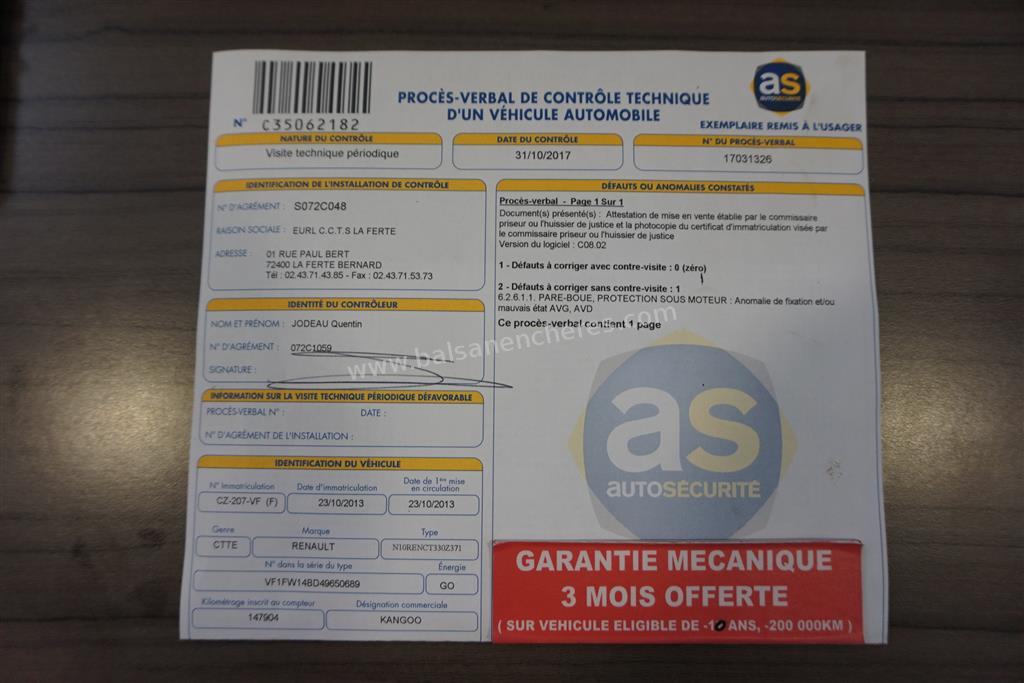 as
AUTOSÉCURITÉ
PROCÈS-VERBAL DE CONTRÔLE TECHNIQUE
D'UN VÉHICULE AUTOMOBILE
N° C35062182
EXEMPLAIRE REMIS À L'USAGER
NATURE DU CONTRÔLE
Visite technique périodique
DATE DU CONTRÔLE
31/10/2017
N° DU PROCÈS-VERBAL
17031326
IDENTIFICATION DE L'INSTALLATION DE CONTRÔLE
N° D'AGRÉMENT : S072C048
RAISON SOCIALE : EURL C.C.T.S LA FERTE
ADRESSE : 01 RUE PAUL BERT
72400 LA FERTE BERNARD
Tél : 02.43.71.43.85 - Fax : 02.43.71.53.73
IDENTITÉ DU CONTRÔLEUR
NOM ET PRÉNOM : JODEAU Quentin
N° D'AGRÉMENT : 072C1059
SIGNATURE :
INFORMATION SUR LA VISITE TECHNIQUE PÉRIODIQUE DÉFAVORABLE
PROCÈS-VERBAL N° : DATE :
N° D'AGRÉMENT DE L'INSTALLATION :
IDENTIFICATION DU VÉHICULE
N° Immatriculation
CZ-207-VF (F)
Date d'immatriculation
23/10/2013
Date de 1ère mise
en circulation
23/10/2013
Genre
CTTE
Marque
RENAULT
Type
N10RENCT330Z371
N° dans la série du type
VF1FW14BD49650689
Énergie
GO
Kilométrage inscrit au compteur
147904
Désignation commerciale
KANGOO
DÉFAUTS OU ANOMALIES CONSTATÉS
Procès-verbal - Page 1 Sur 1
Document(s) présenté(s) : Attestation de mise en vente établie par le commissaire
priseur ou l'huissier de justice et la photocopie du certificat d'immatriculation visée par
le commissaire priseur ou l'huissier de justice
Version du logiciel : C08.02
1 - Défauts à corriger avec contre-visite : 0 (zéro)
2 - Défauts à corriger sans contre-visite : 1
6.2.6.1.1. PARE-BOUE, PROTECTION SOUS MOTEUR : Anomalie de fixation et/ou
mauvais état AVG, AVD
Ce procès-verbal contient 1 page
www.balsanencheres.com
as
AUTOSÉCURITÉ
GARANTIE MECANIQUE
3 MOIS OFFERTE
( SUR VEHICULE ELIGIBLE DE -10 ANS, -200 000KM )